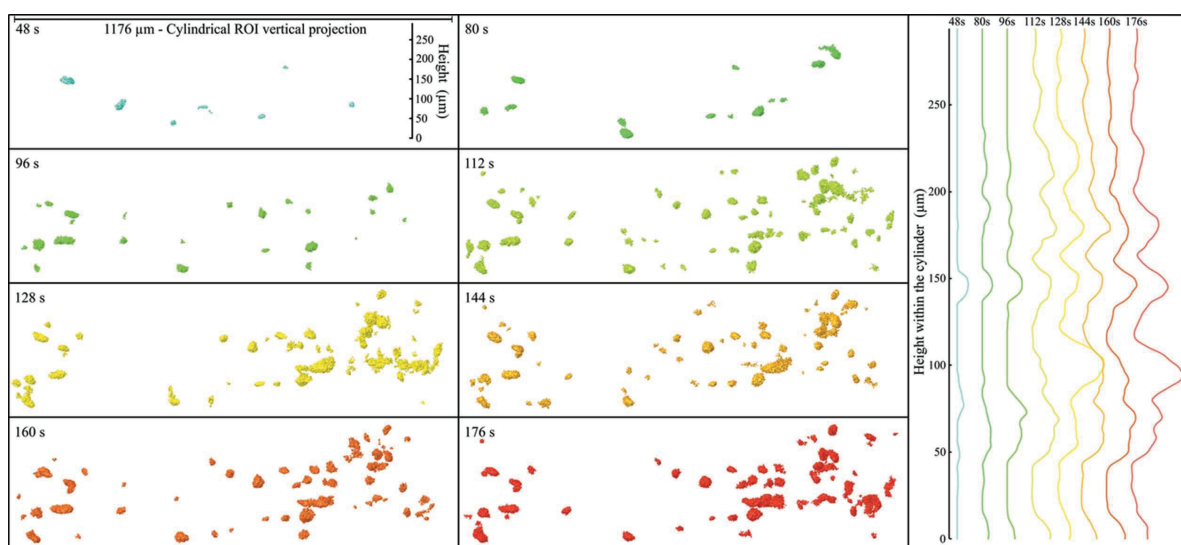 48 s
1176 µm - Cylindrical ROI vertical projection
Height (µm)
250
200
150
100
50
0
80 s
96 s
112 s
128 s
144 s
160 s
176 s
48s 80s 96s 112s 128s 144s 160s 176s
Height within the cylinder (µm)
250
200
150
100
50
0